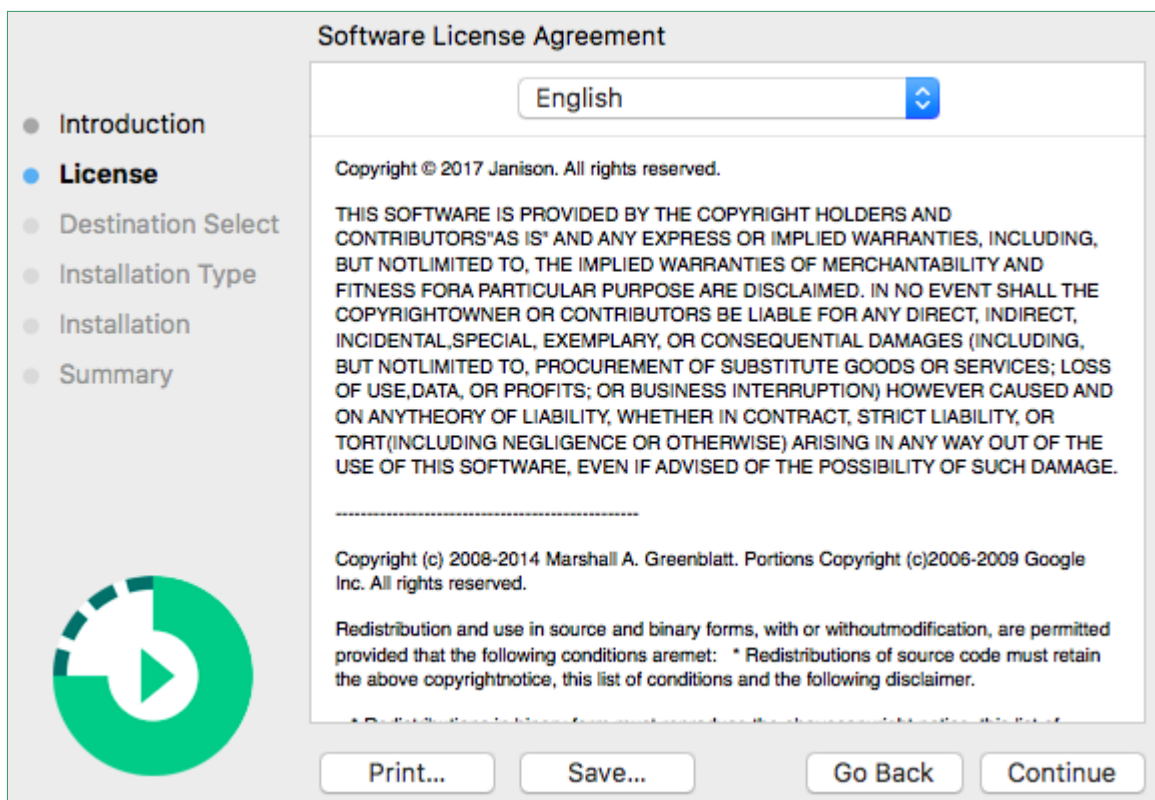 Software License Agreement
English
Introduction
License
Destination Select
Installation Type
Installation
Summary
Copyright © 2017 Janison. All rights reserved.
THIS SOFTWARE IS PROVIDED BY THE COPYRIGHT HOLDERS AND
CONTRIBUTORS"AS IS" AND ANY EXPRESS OR IMPLIED WARRANTIES, INCLUDING,
BUT NOTLIMITED TO, THE IMPLIED WARRANTIES OF MERCHANTABILITY AND
FITNESS FORA PARTICULAR PURPOSE ARE DISCLAIMED. IN NO EVENT SHALL THE
COPYRIGHTOWNER OR CONTRIBUTORS BE LIABLE FOR ANY DIRECT, INDIRECT,
INCIDENTAL,SPECIAL, EXEMPLARY, OR CONSEQUENTIAL DAMAGES (INCLUDING,
BUT NOTLIMITED TO, PROCUREMENT OF SUBSTITUTE GOODS OR SERVICES; LOSS
OF USE,DATA, OR PROFITS; OR BUSINESS INTERRUPTION) HOWEVER CAUSED AND
ON ANYTHEORY OF LIABILITY, WHETHER IN CONTRACT, STRICT LIABILITY, OR
TORT(INCLUDING NEGLIGENCE OR OTHERWISE) ARISING IN ANY WAY OUT OF THE
USE OF THIS SOFTWARE, EVEN IF ADVISED OF THE POSSIBILITY OF SUCH DAMAGE.
-------------------------------------------------
Copyright (c) 2008-2014 Marshall A. Greenblatt. Portions Copyright (c)2006-2009 Google
Inc. All rights reserved.
Redistribution and use in source and binary forms, with or withoutmodification, are permitted
provided that the following conditions aremet:   * Redistributions of source code must retain
the above copyrightnotice, this list of conditions and the following disclaimer.
Print...
Save...
Go Back
Continue